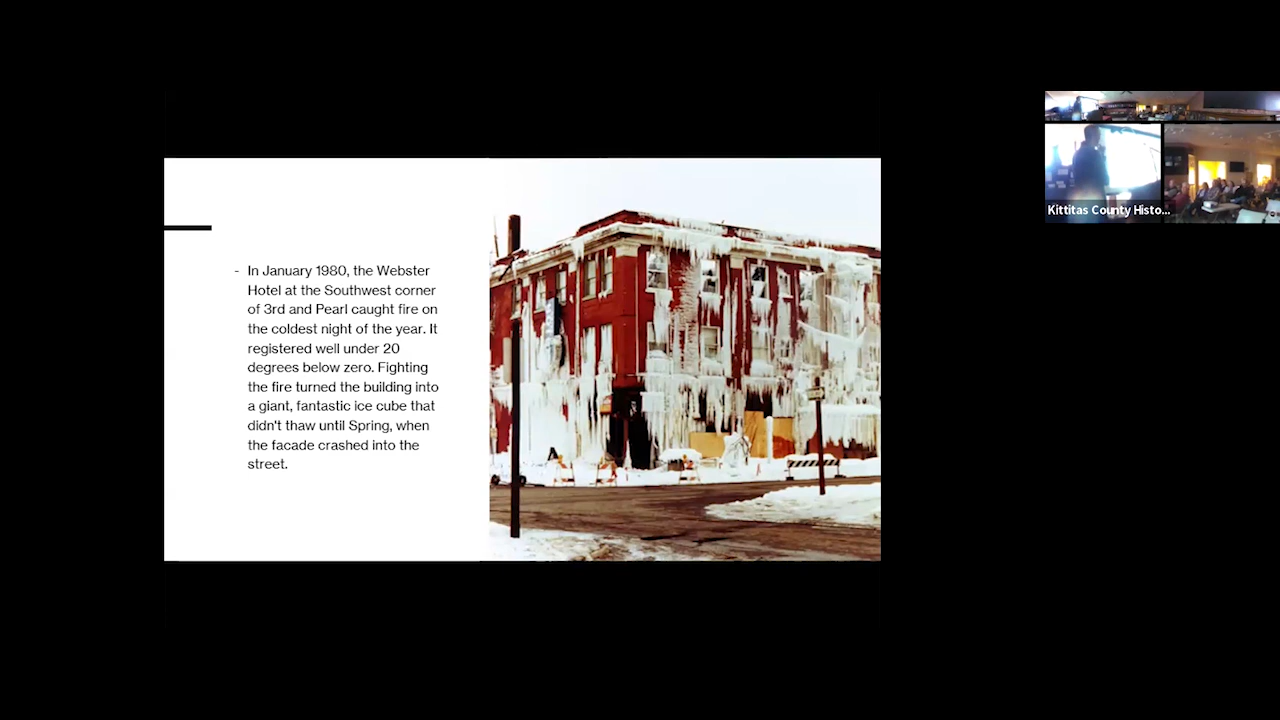 - In January 1980, the Webster
Hotel at the Southwest corner
of 3rd and Pearl caught fire on
the coldest night of the year. It
registered well under 20
degrees below zero. Fighting
the fire turned the building into
a giant, fantastic ice cube that
didn't thaw until Spring, when
the facade crashed into the
street.
Kittitas County Histo...